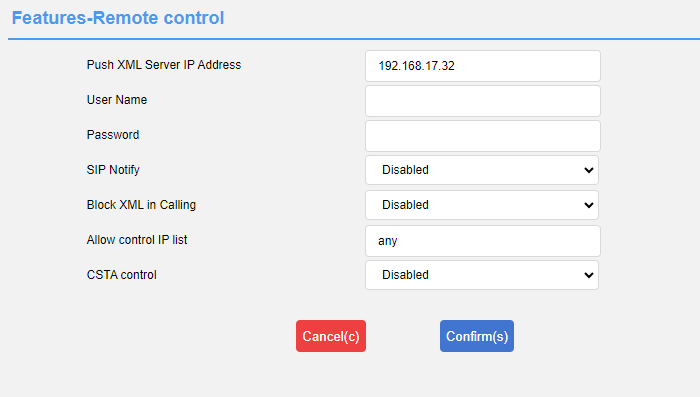 Features-Remote control
Push XML Server IP Address 192.168.17.32
User Name
Password
SIP Notify Disabled
Block XML in Calling Disabled
Allow control IP list any
CSTA control Disabled
Cancel(c) Confirm(s)